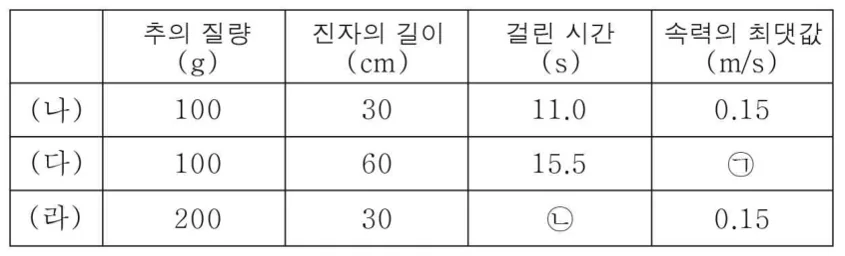 추의 질량 (g) 진자의 길이 (cm) 걸린 시간 (s) 속력의 최댓값 (m/s)
(나) 100 30 11.0 0.15
(다) 100 60 15.5 ㉠
(라) 200 30 ㉡ 0.15